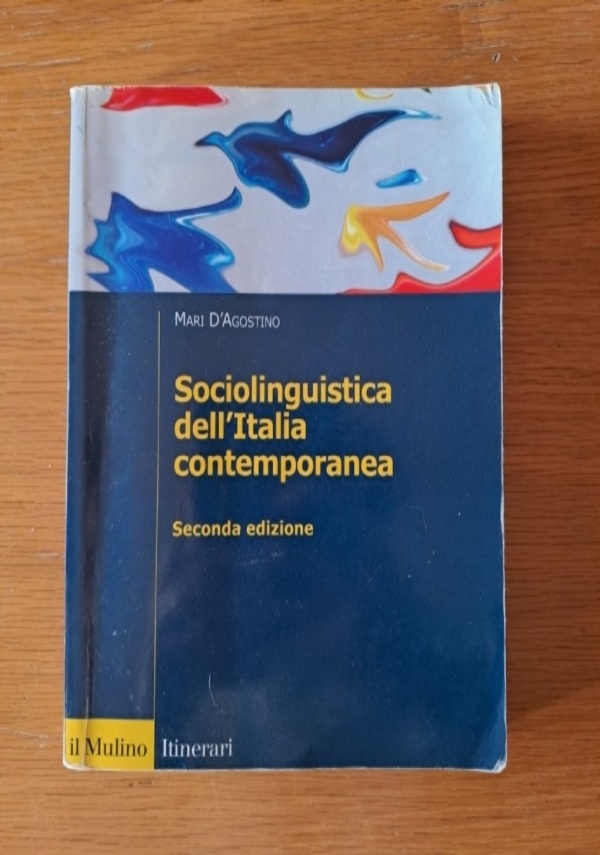 MARI D'AGOSTINO
Sociolinguistica
dell'Italia
contemporanea
Seconda edizione
il Mulino Itinerari